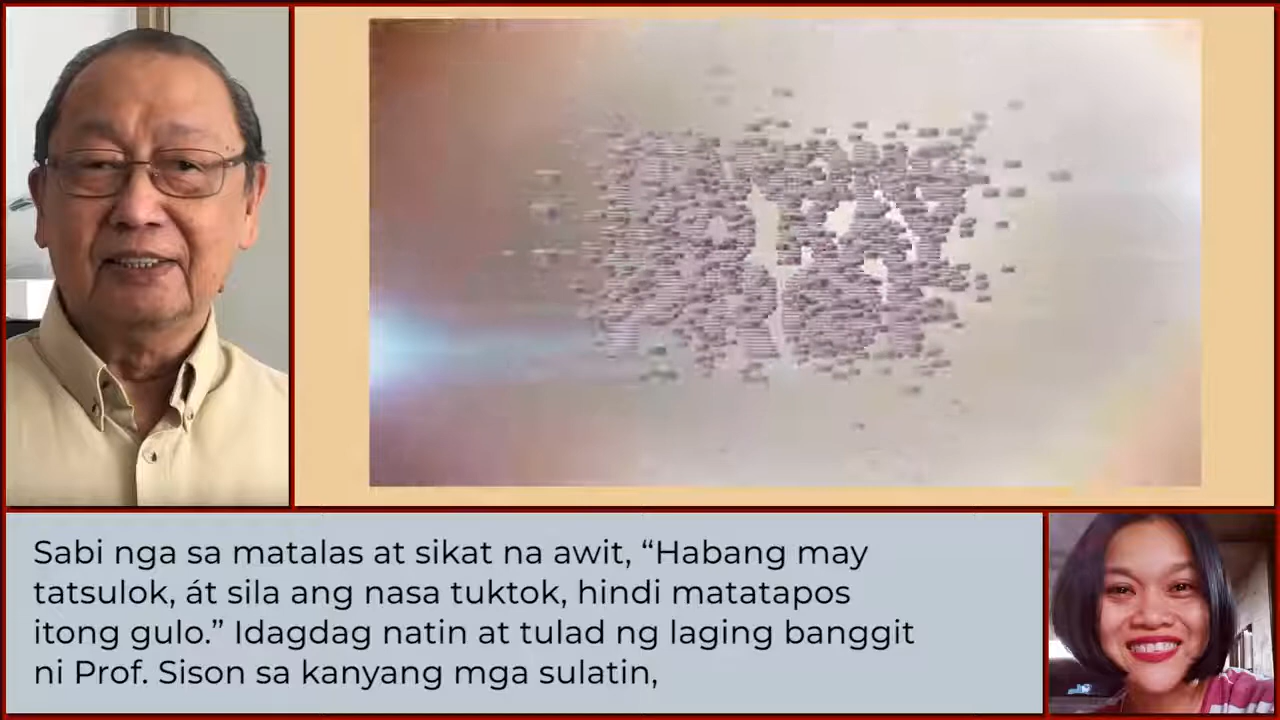 Sabi nga sa matalas at sikat na awit, “Habang may
tatsulok, át sila ang nasa tuktok, hindi matatapos
itong gulo.” Idagdag natin at tulad ng laging banggit
ni Prof. Sison sa kanyang mga sulatin,